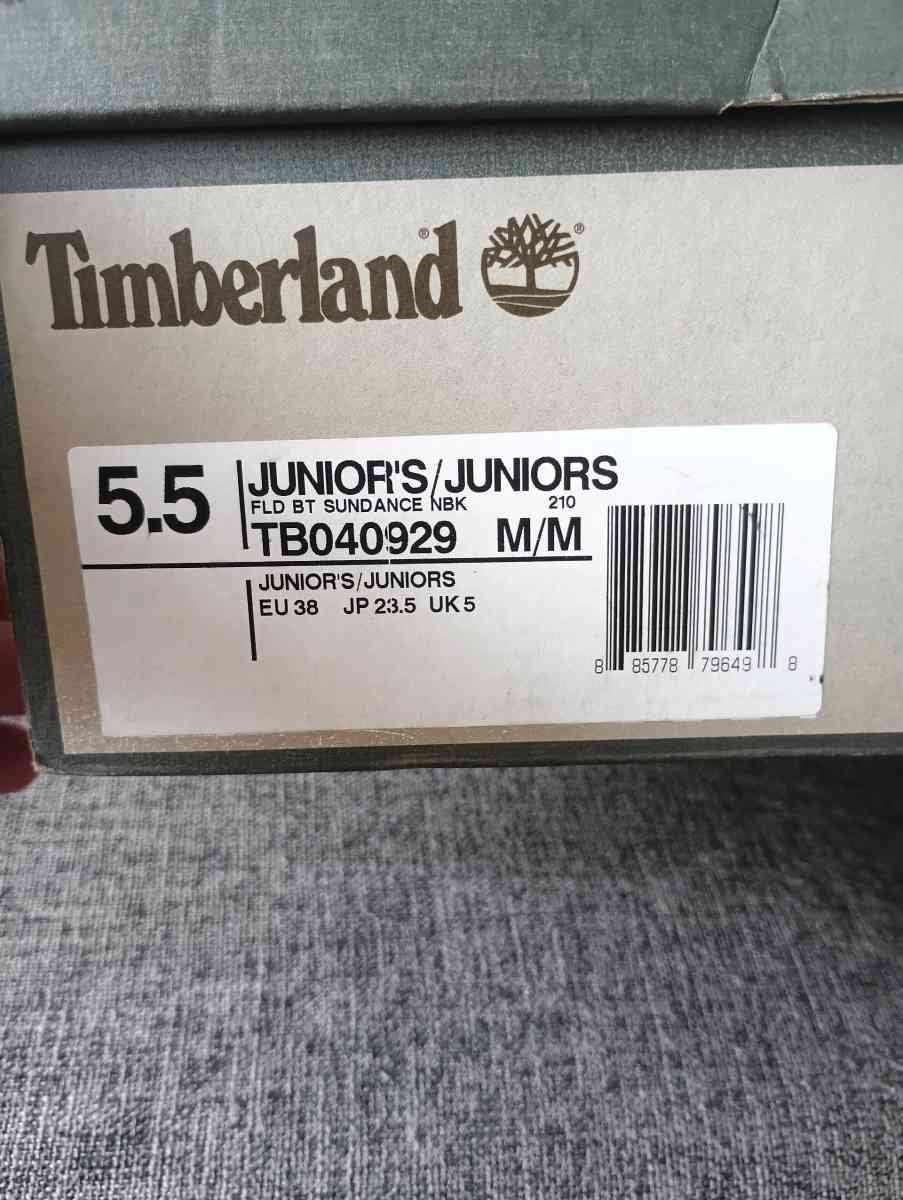 Timberland® ®
5.5
JUNIOR'S/JUNIORS
FLD BT SUNDANCE NBK 210
TB040929 M/M
JUNIOR'S/JUNIORS
EU 38 JP 23.5 UK 5
8 85778 79649 8